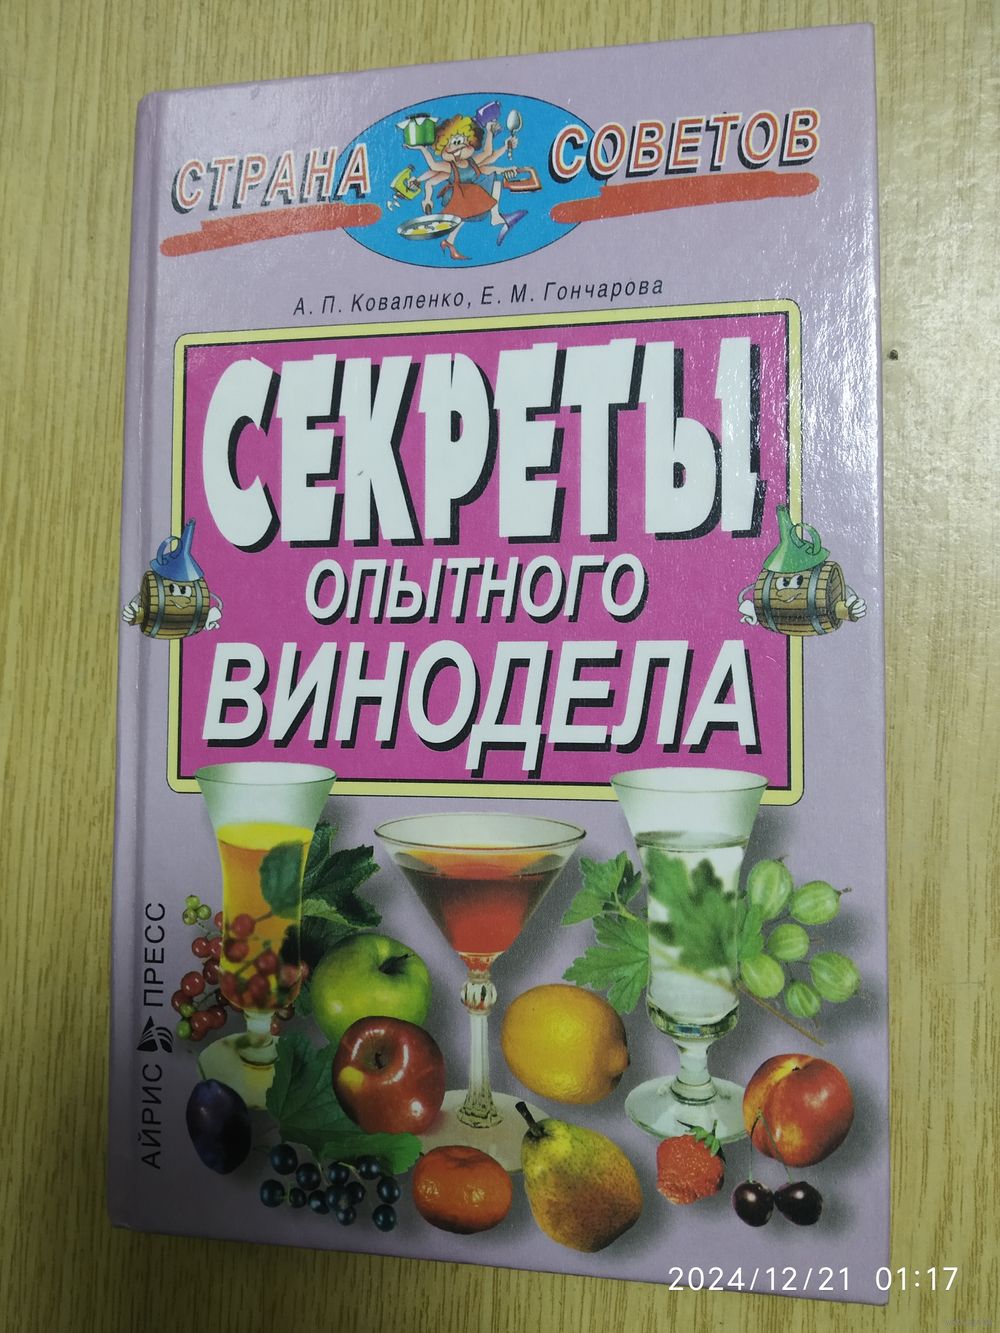 СТРАНА СОВЕТОВ
А. П. Коваленко, Е. М. Гончарова
СЕКРЕТЫ
ОПЫТНОГО
ВИНОДЕЛА
АЙРИС ПРЕСС
2024/12/21 01:17